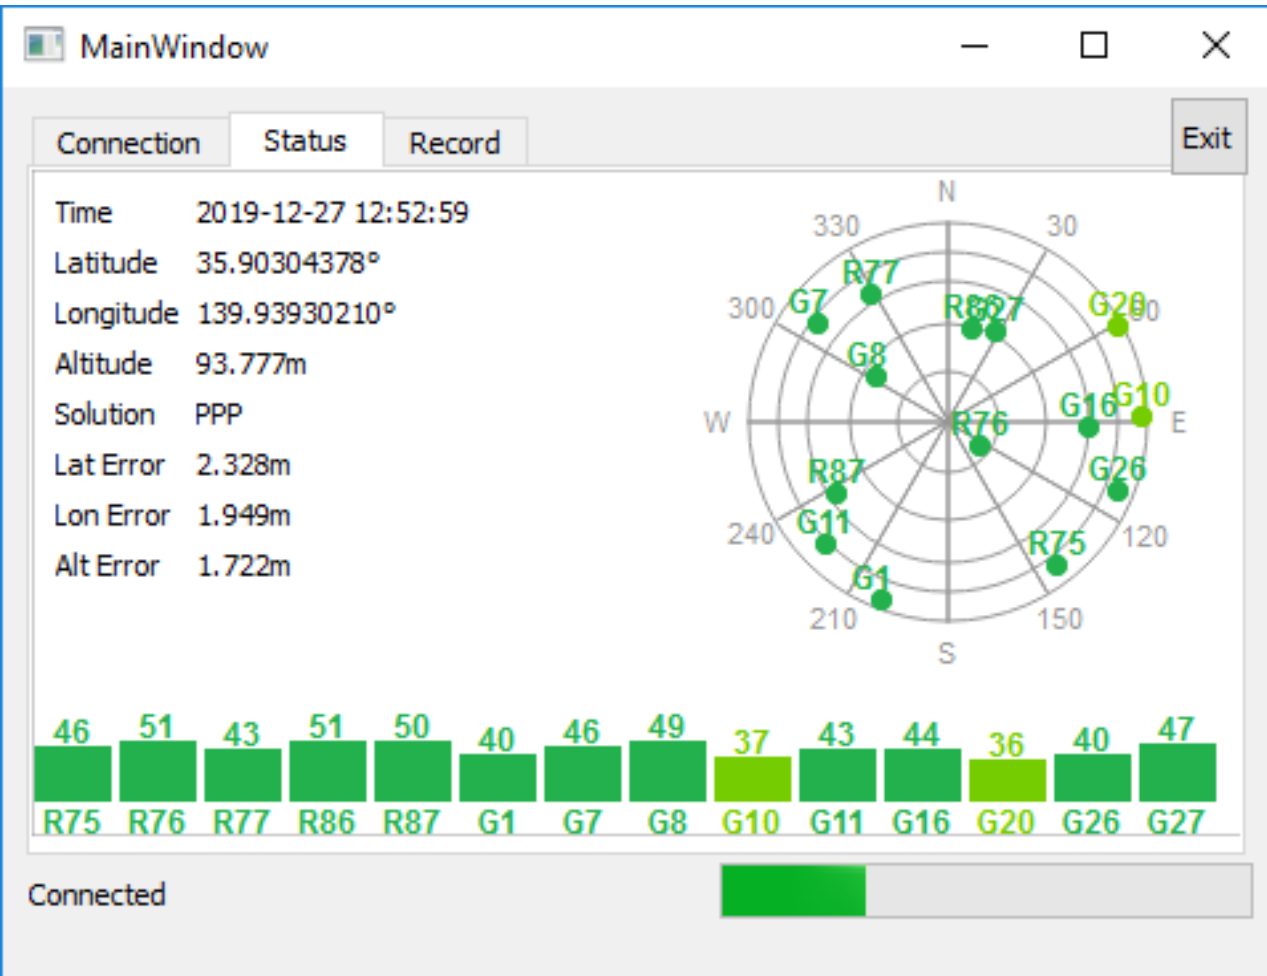 MainWindow
Connection Status Record Exit
Time 2019-12-27 12:52:59
Latitude 35.90304378°
Longitude 139.93930210°
Altitude 93.777m
Solution PPP
Lat Error 2.328m
Lon Error 1.949m
Alt Error 1.722m
N
330 30
R77
300 G7 R86 G27 G20 60
G8
W R76 G16 G10 E
R87 G26
240 G11 R75 120
G1
210 150
S
46 51 43 51 50 40 46 49 37 43 44 36 40 47
R75 R76 R77 R86 R87 G1 G7 G8 G10 G11 G16 G20 G26 G27
Connected